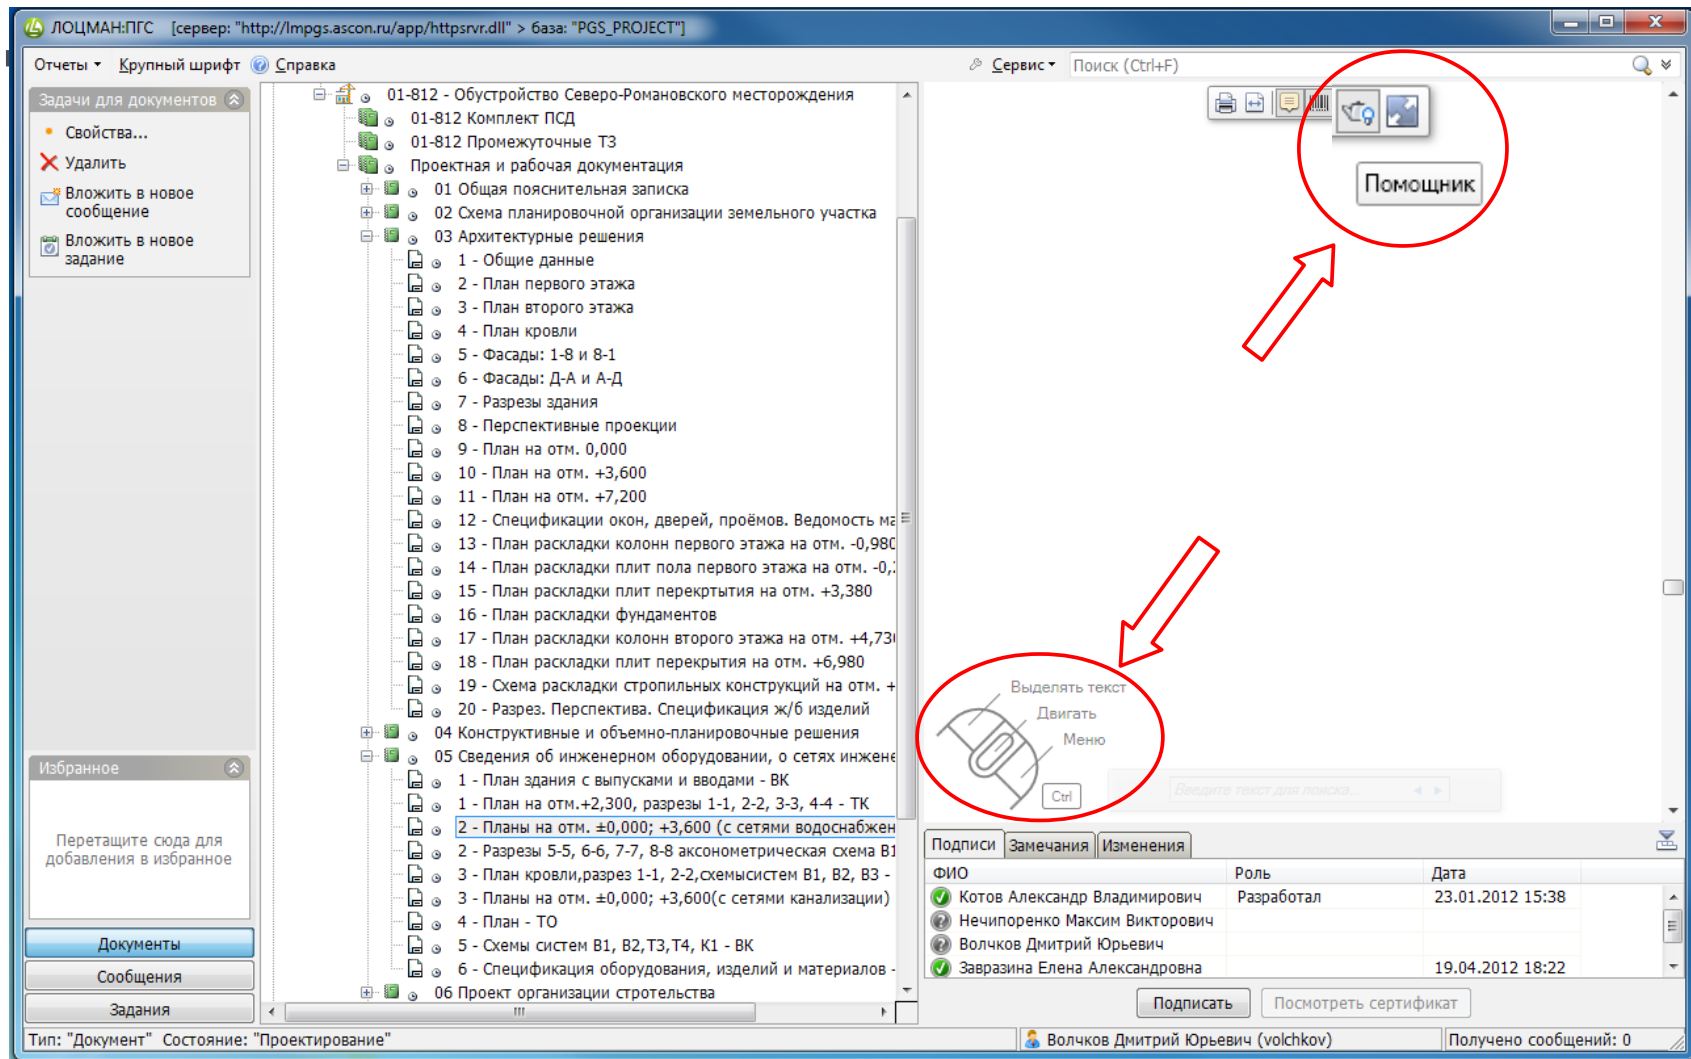 ЛОЦМАН:ПГС [сервер: "http://lmpgs.ascon.ru/app/httpsrvr.dll" > база: "PGS_PROJECT"]
Отчеты Крупный шрифт Справка Сервис Поиск (Ctrl+F)
Задачи для документов
Свойства...
Удалить
Вложить в новое
сообщение
Вложить в новое
задание
Избранное
Перетащите сюда для
добавления в избранное
Документы
Сообщения
Задания
01-812 - Обустройство Северо-Романовского месторождения
01-812 Комплект ПСД
01-812 Промежуточные ТЗ
Проектная и рабочая документация
01 Общая пояснительная записка
02 Схема планировочной организации земельного участка
03 Архитектурные решения
1 - Общие данные
2 - План первого этажа
3 - План второго этажа
4 - План кровли
5 - Фасады: 1-8 и 8-1
6 - Фасады: Д-А и А-Д
7 - Разрезы здания
8 - Перспективные проекции
9 - План на отм. 0,000
10 - План на отм. +3,600
11 - План на отм. +7,200
12 - Спецификации окон, дверей, проёмов. Ведомость ма
13 - План раскладки колонн первого этажа на отм. -0,980
14 - План раскладки плит пола первого этажа на отм. -0,
15 - План раскладки плит перекртытия на отм. +3,380
16 - План раскладки фундаментов
17 - План раскладки колонн второго этажа на отм. +4,73
18 - План раскладки плит перекрытия на отм. +6,980
19 - Схема раскладки стропильных конструкций на отм. +
20 - Разрез. Перспектива. Спецификация ж/б изделий
04 Конструктивные и объемно-планировочные решения
05 Сведения об инженерном оборудовании, о сетях инжене
1 - План здания с выпусками и вводами - ВК
1 - План на отм.+2,300, разрезы 1-1, 2-2, 3-3, 4-4 - ТК
2 - Планы на отм. ±0,000; +3,600 (с сетями водоснабжен
2 - Разрезы 5-5, 6-6, 7-7, 8-8 аксонометрическая схема В1
3 - План кровли,разрез 1-1, 2-2,схемысистем В1, В2, В3 -
3 - Планы на отм. ±0,000; +3,600(с сетями канализации)
4 - План - ТО
5 - Схемы систем В1, В2,Т3,Т4, К1 - ВК
6 - Спецификация оборудования, изделий и материалов -
06 Проект организации стротельства
Помощник
Выделять текст
Двигать
Меню
Ctrl
Введите текст для поиска...
Подписи Замечания Изменения
ФИО Роль Дата
Котов Александр Владимирович Разработал 23.01.2012 15:38
Нечипоренко Максим Викторович
Волчков Дмитрий Юрьевич
Завразина Елена Александровна 19.04.2012 18:22
Подписать Посмотреть сертификат
Тип: "Документ" Состояние: "Проектирование" Волчков Дмитрий Юрьевич (volchkov) Получено сообщений: 0